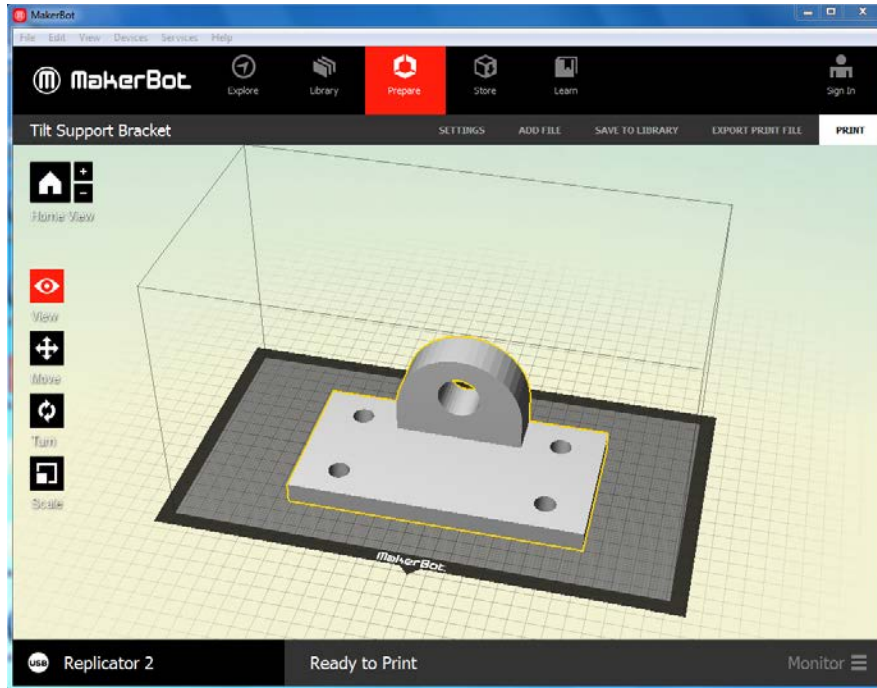 MakerBot
File Edit View Devices Services Help
MakerBot
Explore
Library
Prepare
Store
Learn
Sign In
Tilt Support Bracket
SETTINGS
ADD FILE
SAVE TO LIBRARY
EXPORT PRINT FILE
PRINT
Home View
View
Move
Turn
Scale
MakerBot.
USB
Replicator 2
Ready to Print
Monitor